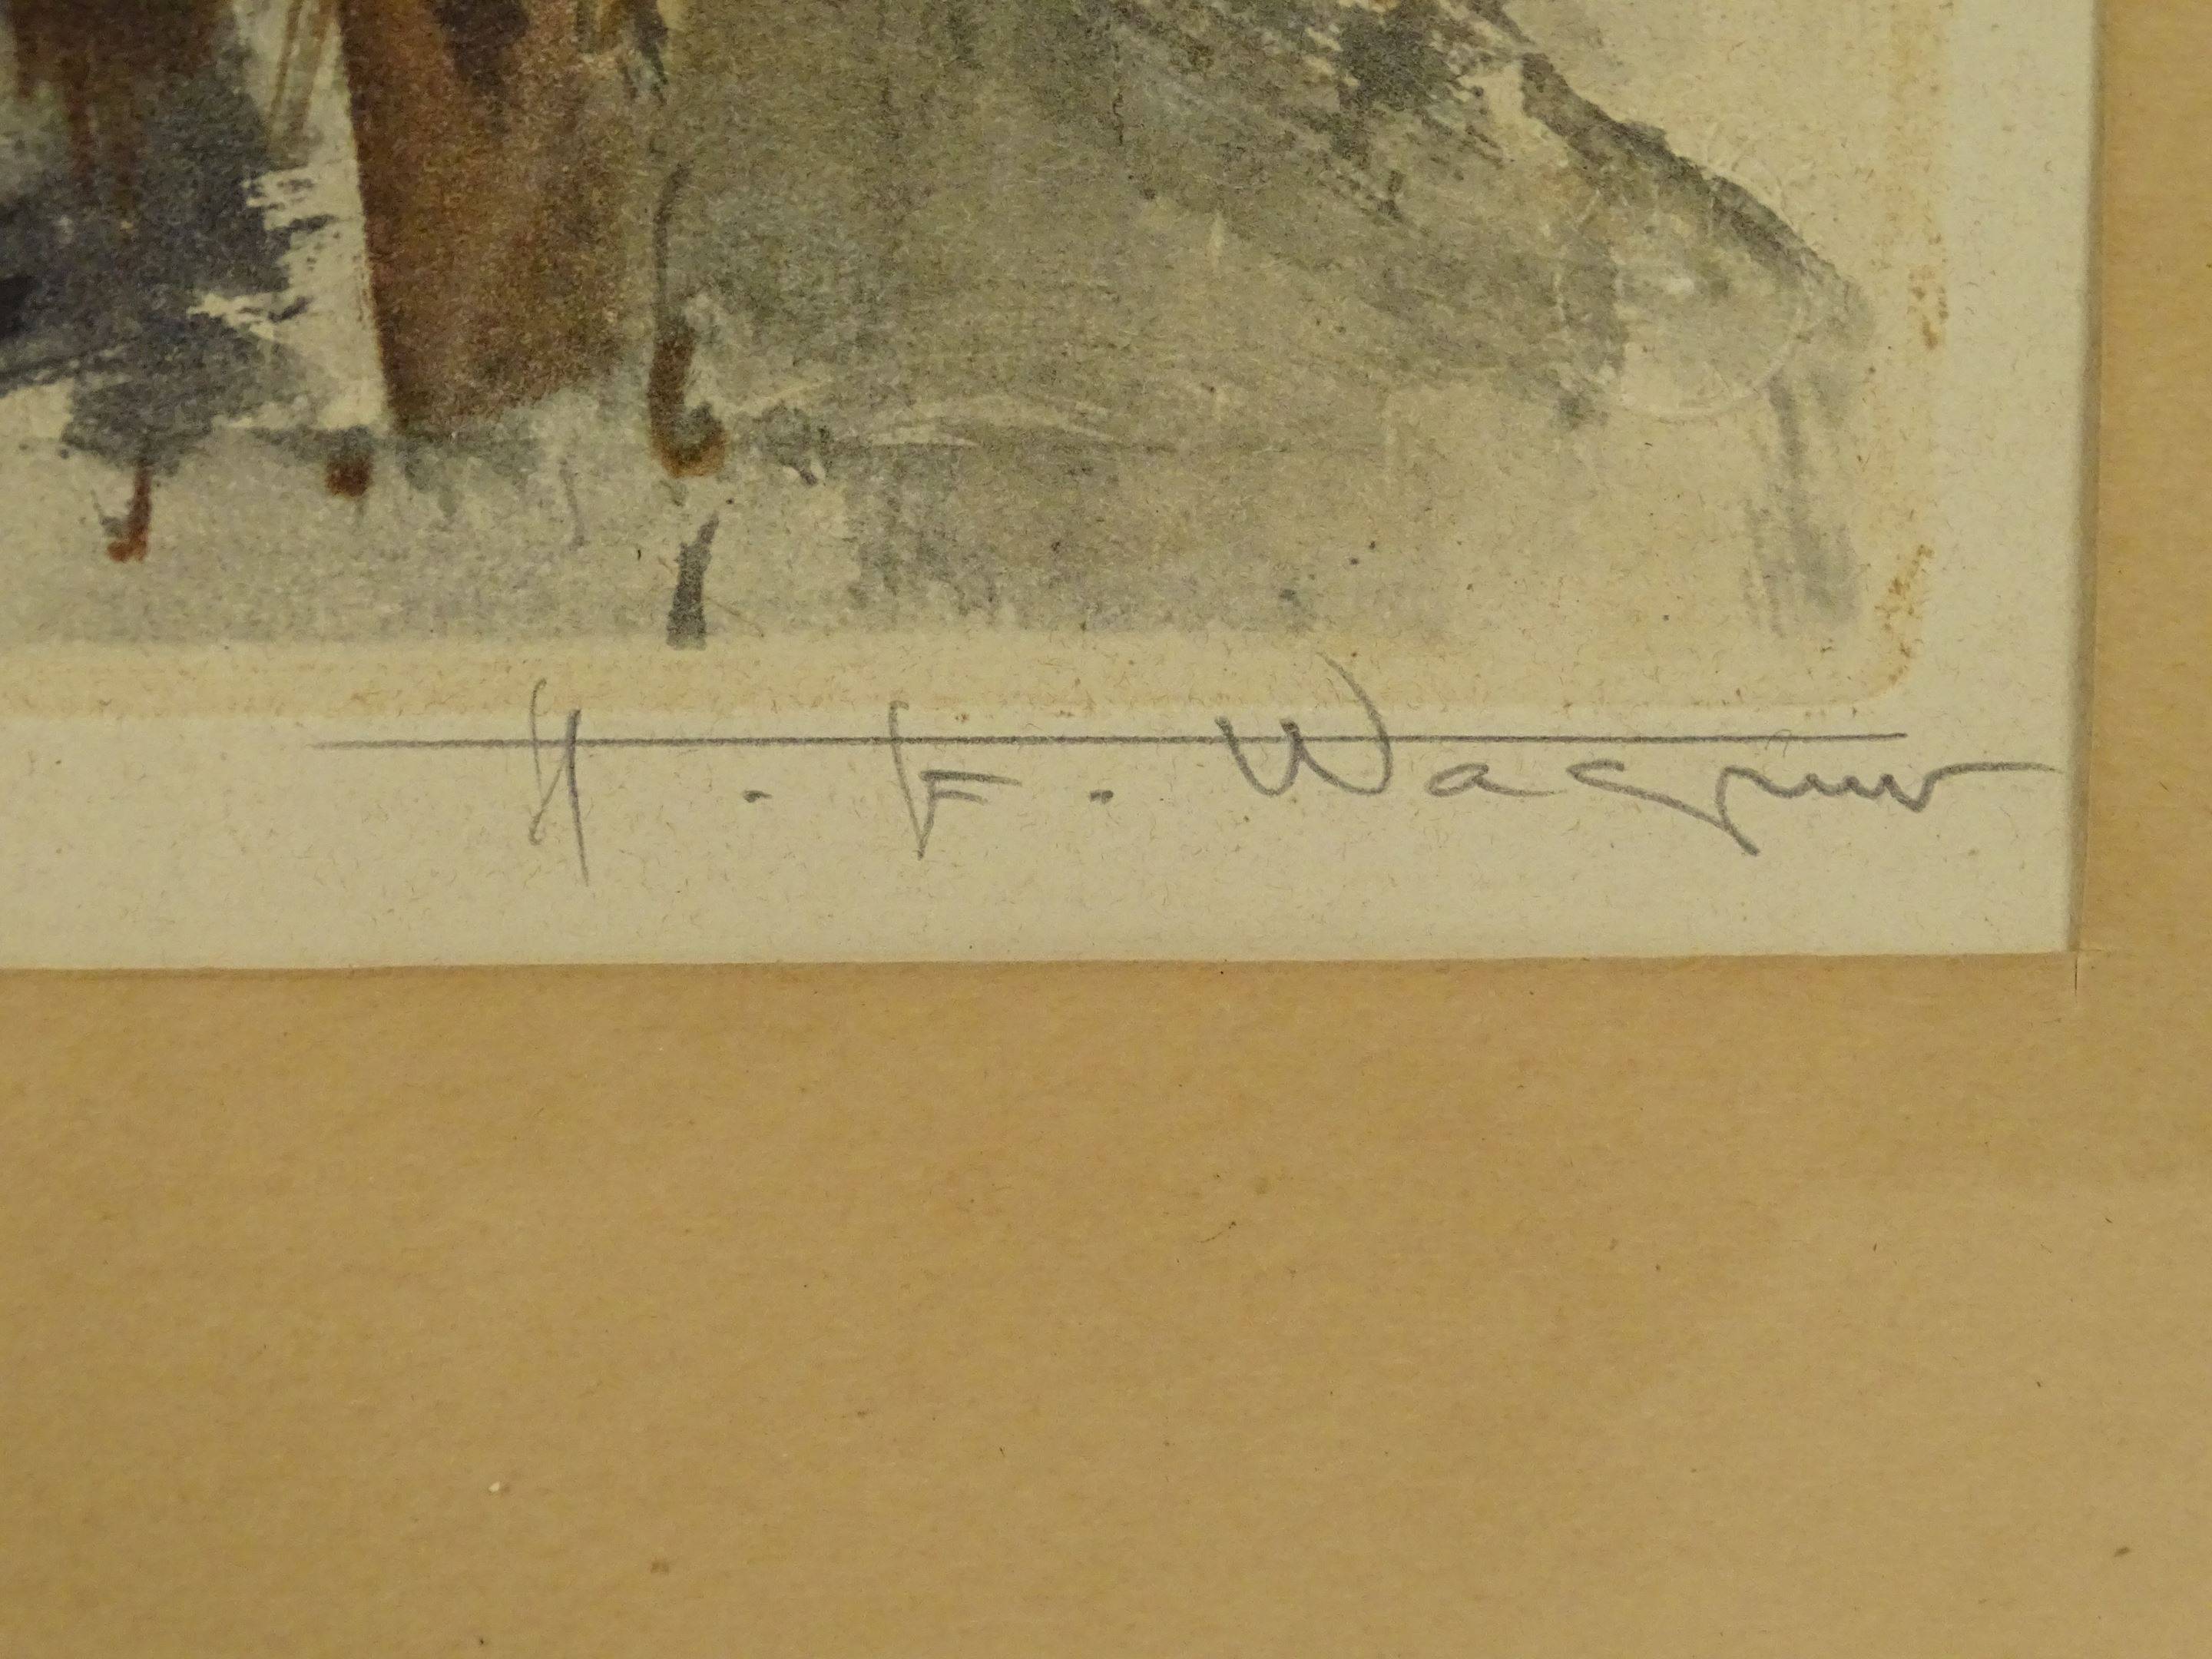 H. F. Wagner